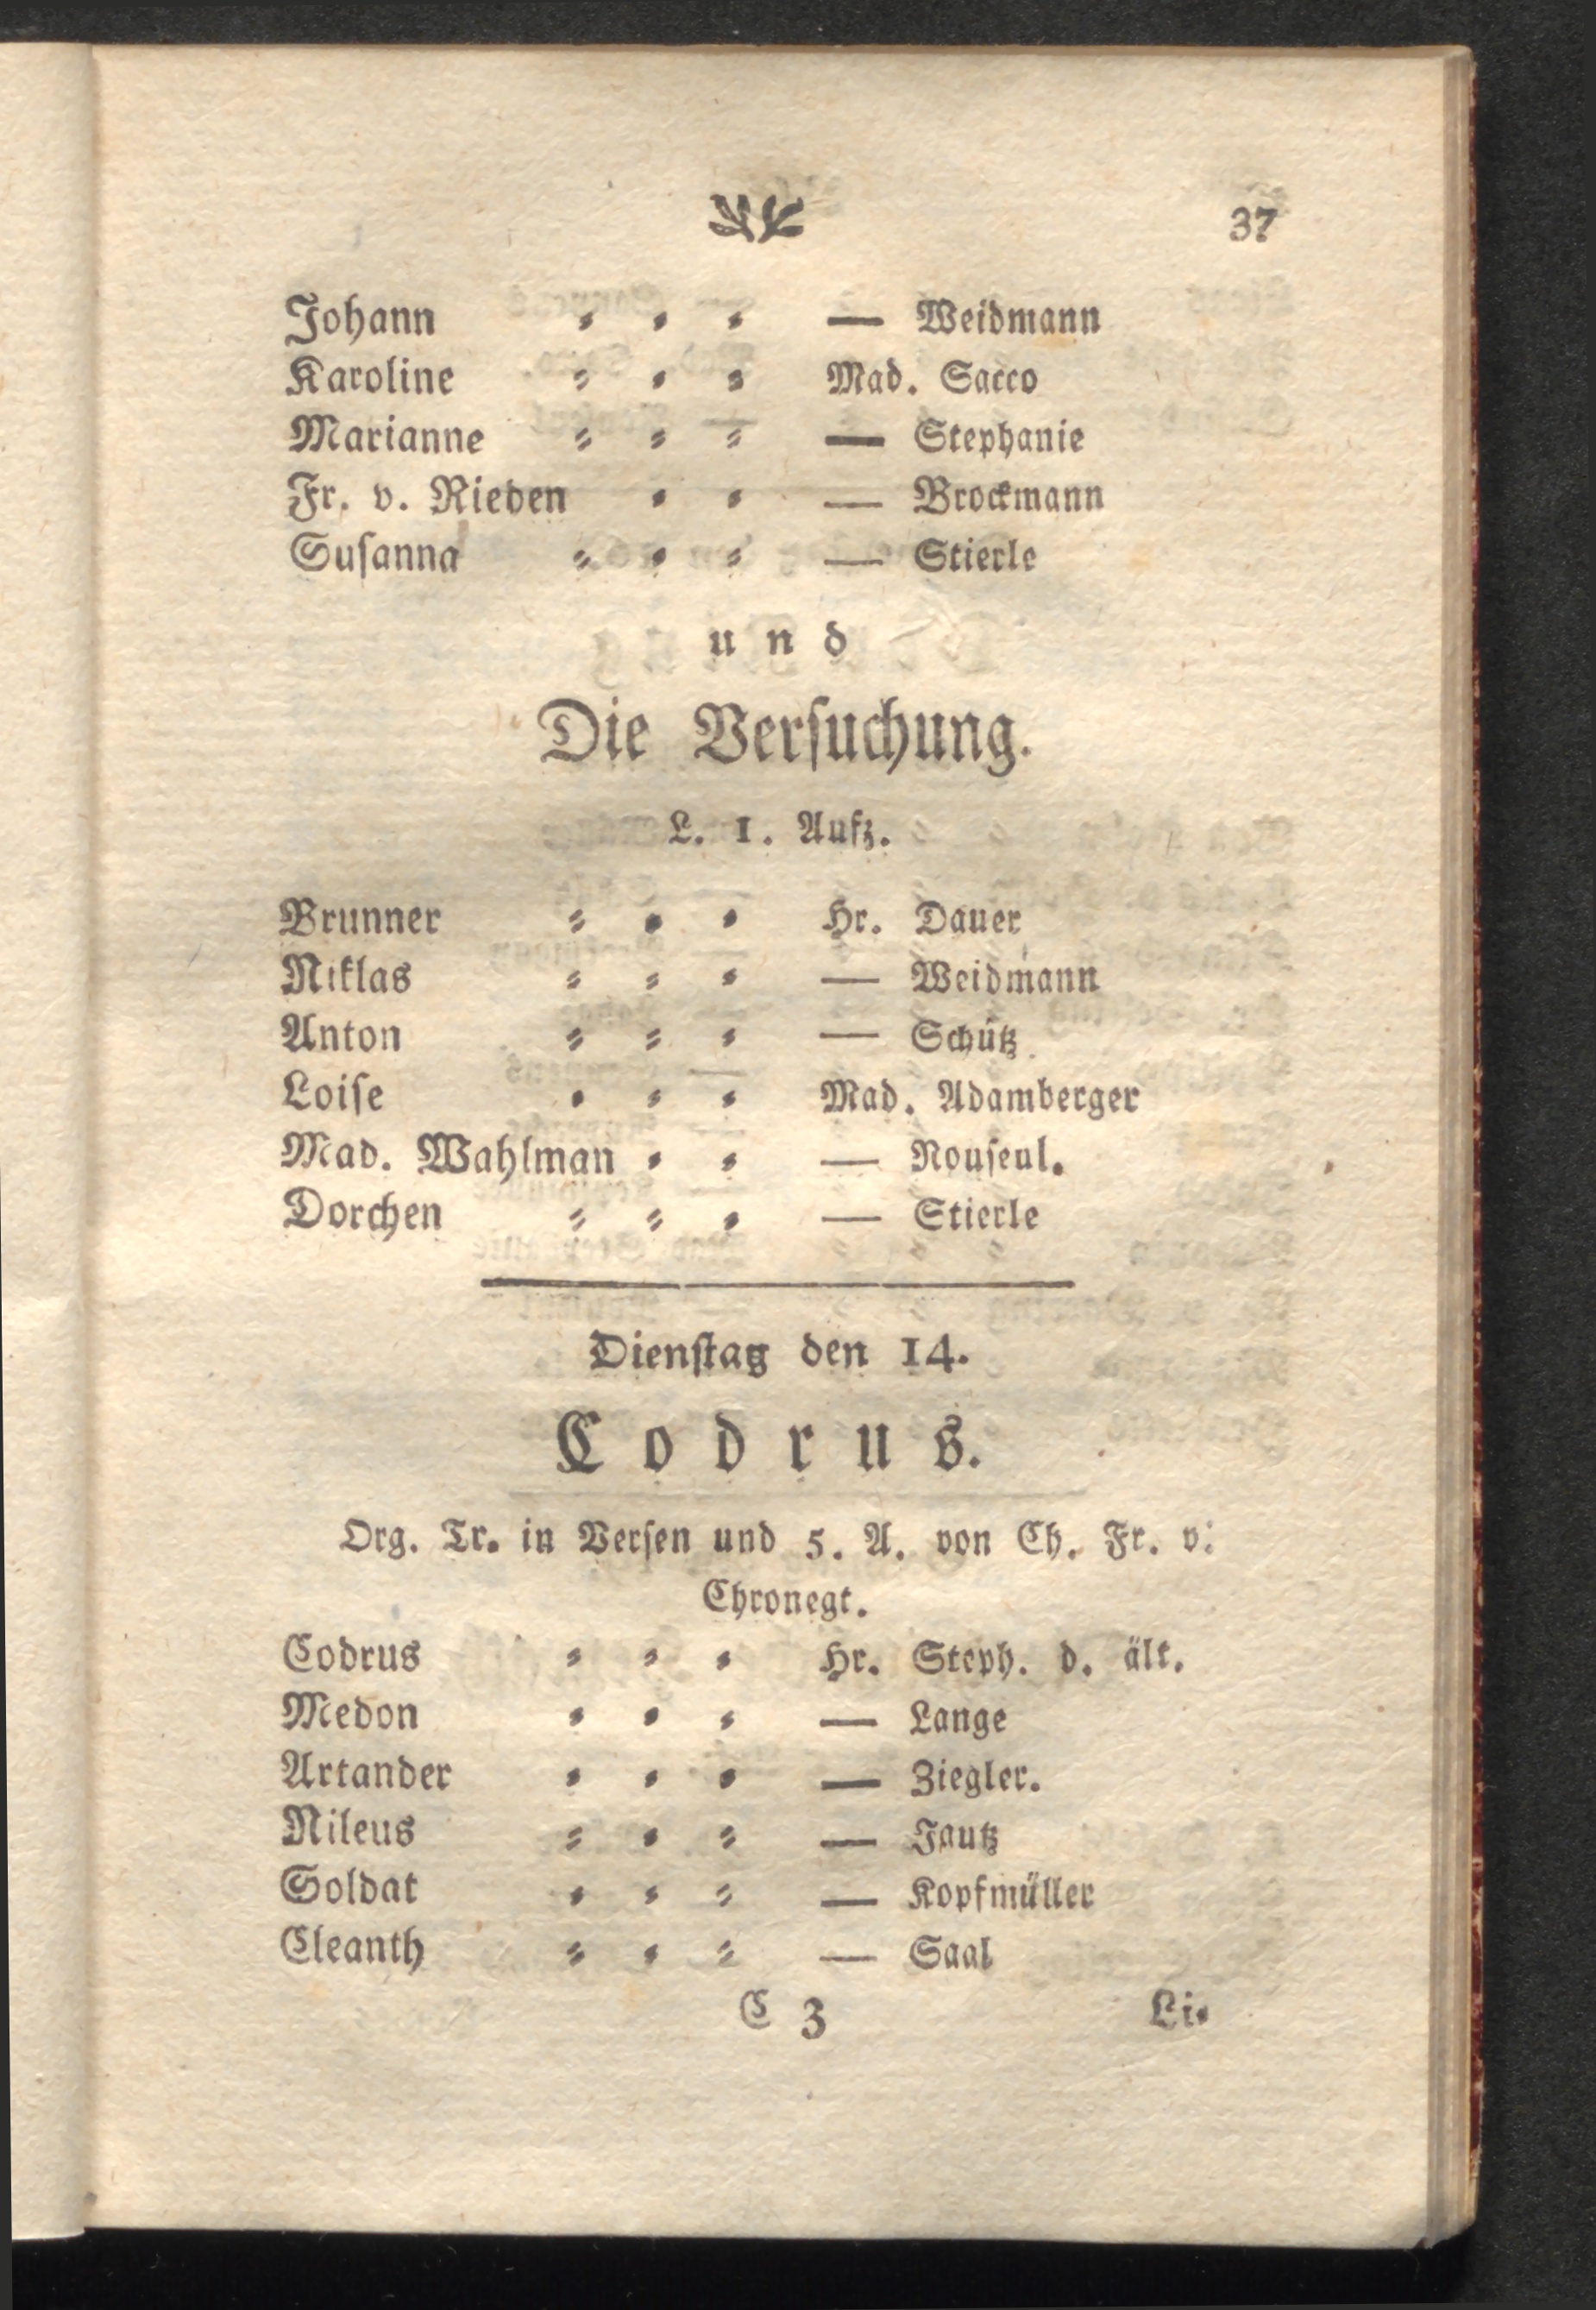 37
Johann = = = — Weidmann
Karoline = = = Mad. Sacco
Marianne = = = — Stephanie
Fr. v. Rieden = = — Brockmann
Suſanna = = = — Stierle
und
Die Verſuchung.
L. 1. Aufz.
Brunner = = = Hr. Dauer
Niklas = = = — Weidmann
Anton = = = — Schütz
Loiſe = = = Mad. Adamberger
Mad. Wahlman = = — Nouſeul.
Dorchen = = = — Stierle
Dienſtag den 14.
Codrus.
Org. Tr. in Verſen und 5. A. von Ch. Fr. v.
Chronegt.
Codrus = = = Hr. Steph. d. ält.
Medon = = = — Lange
Artander = = = — Ziegler.
Nileus = = = — Jautz
Soldat = = = — Kopfmüller
Cleanth = = = — Saal
C 3 Li=